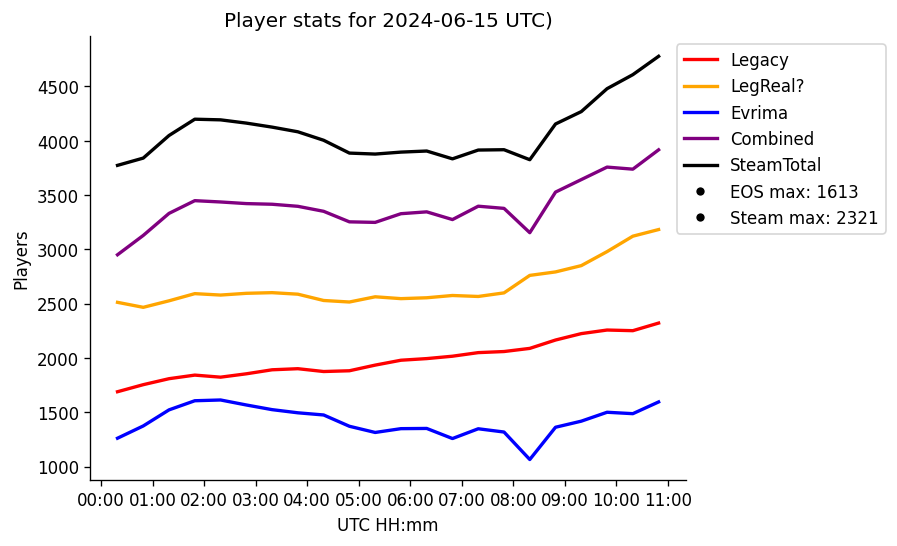 Player stats for 2024-06-15 UTC)
Legacy
LegReal?
Evrima
Combined
SteamTotal
EOS max: 1613
Steam max: 2321
Players
4500
4000
3500
3000
2500
2000
1500
1000
00:00 01:00 02:00 03:00 04:00 05:00 06:00 07:00 08:00 09:00 10:00 11:00
UTC HH:mm